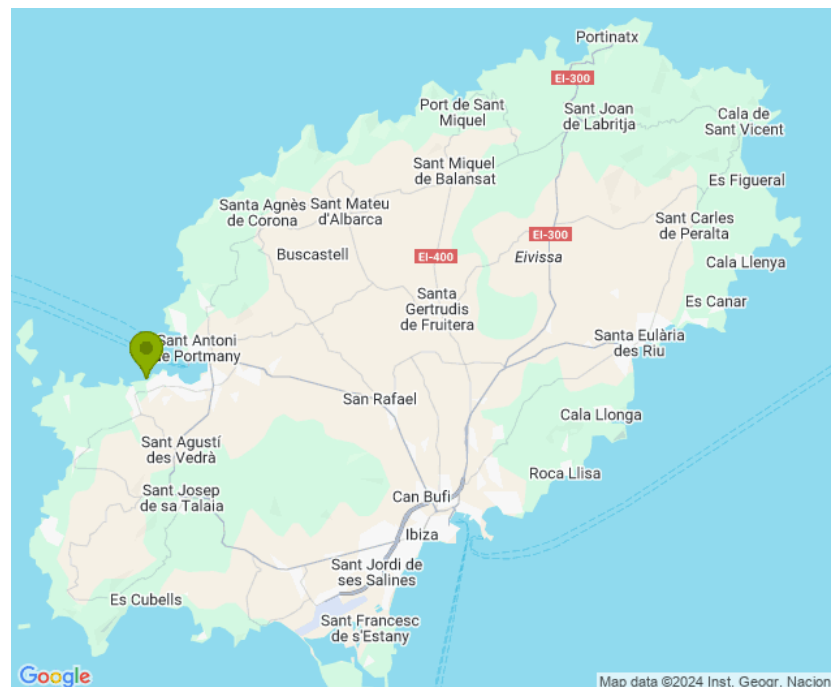 Portinatx
EI-300
Port de Sant
Miquel
Sant Joan
de Labritja
Cala de
Sant Vicent
Sant Miquel
de Balansat
Es Figueral
Santa Agnès
de Corona
Sant Mateu
d'Albarca
Sant Carles
de Peralta
EI-300
Buscastell
EI-400
Eivissa
Cala Llenya
Santa
Gertrudis
de Fruitera
Es Canar
Sant Antoni
de Portmany
Santa Eulària
des Riu
San Rafael
Cala Llonga
Sant Agustí
des Vedrà
Roca Llisa
Sant Josep
de sa Talaia
Can Bufi
Ibiza
Sant Jordi de
ses Salines
Es Cubells
Sant Francesc
de s'Estany
Google
Map data ©2024 Inst. Geogr. Nacion